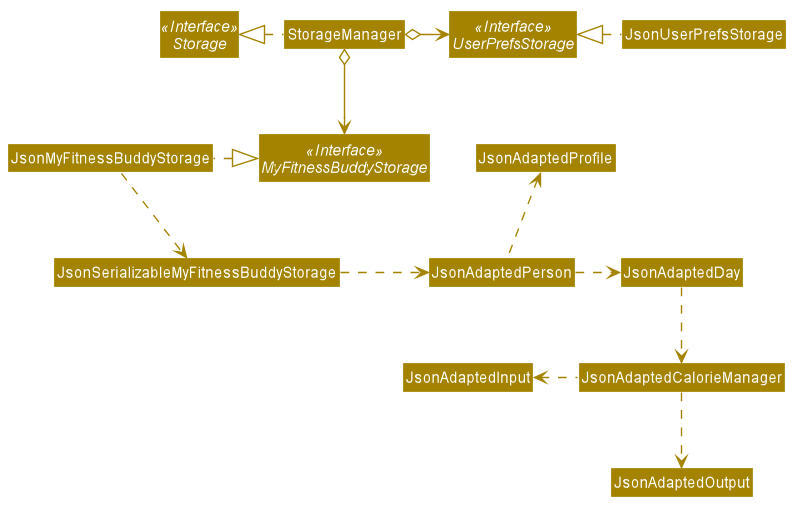 «Interface»
Storage
StorageManager
«Interface»
UserPrefsStorage
JsonUserPrefsStorage
JsonMyFitnessBuddyStorage
«Interface»
MyFitnessBuddyStorage
JsonAdaptedProfile
JsonSerializableMyFitnessBuddyStorage
JsonAdaptedPerson
JsonAdaptedDay
JsonAdaptedInput
JsonAdaptedCalorieManager
JsonAdaptedOutput